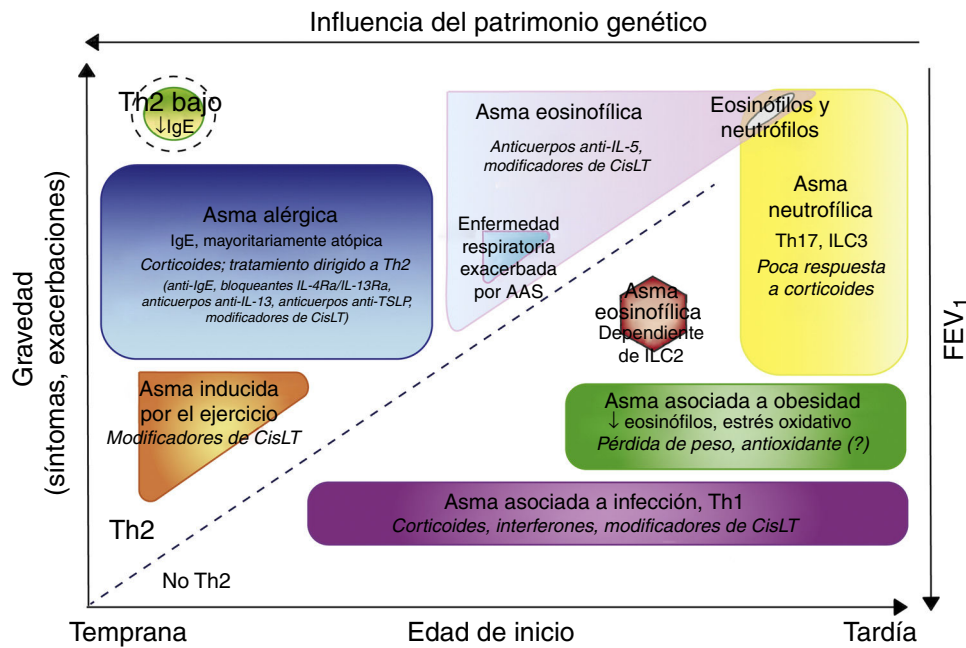 Influencia del patrimonio genético
Th2 bajo
↓IgE
Asma eosinofílica
Anticuerpos anti-IL-5,
modificadores de CisLT
Eosinófilos y
neutrófilos
Asma alérgica
IgE, mayoritariamente atópica
Corticoides; tratamiento dirigido a Th2
(anti-IgE, bloqueantes IL-4Ra/IL-13Ra,
anticuerpos anti-IL-13, anticuerpos anti-TSLP,
modificadores de CisLT)
Enfermedad
respiratoria
exacerbada
por AAS
Asma
neutrofílica
Th17, ILC3
Poca respuesta
a corticoides
Asma
eosinofílica
Dependiente
de ILC2
Asma inducida
por el ejercicio
Modificadores de CisLT
Asma asociada a obesidad
↓ eosinófilos, estrés oxidativo
Pérdida de peso, antioxidante (?)
Asma asociada a infección, Th1
Corticoides, interferones, modificadores de CisLT
Th2
No Th2
Gravedad
(síntomas, exacerbaciones)
FEV₁
Temprana
Edad de inicio
Tardía